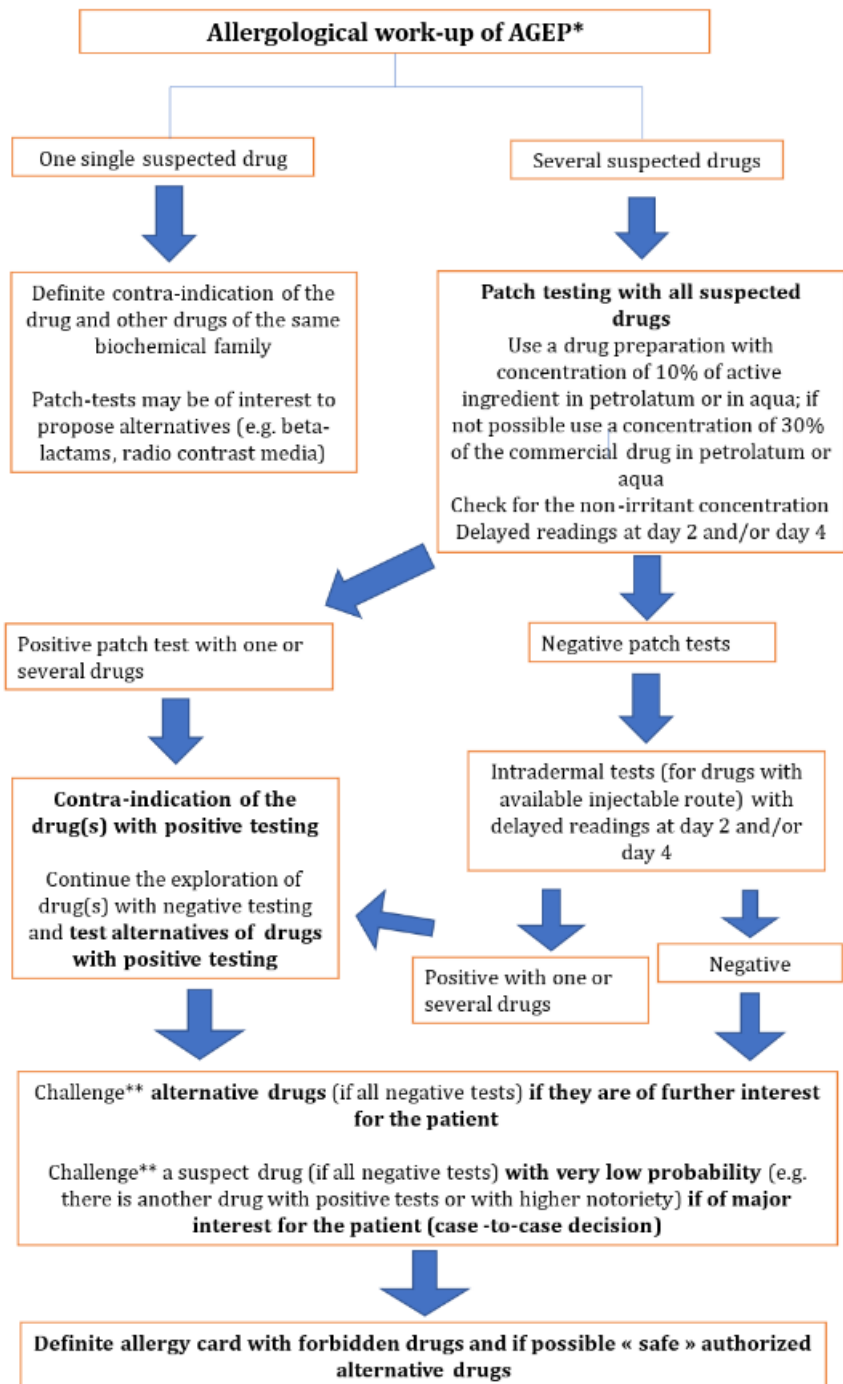 Allergological work-up of AGEP*
One single suspected drug
Several suspected drugs
Definite contra-indication of the
drug and other drugs of the same
biochemical family
Patch-tests may be of interest to
propose alternatives (e.g. beta-
lactams, radio contrast media)
Patch testing with all suspected
drugs
Use a drug preparation with
concentration of 10% of active
ingredient in petrolatum or in aqua; if
not possible use a concentration of 30%
of the commercial drug in petrolatum or
aqua
Check for the non-irritant concentration
Delayed readings at day 2 and/or day 4
Positive patch test with one or
several drugs
Negative patch tests
Contra-indication of the
drug(s) with positive testing
Continue the exploration of
drug(s) with negative testing
and test alternatives of drugs
with positive testing
Intradermal tests (for drugs with
available injectable route) with
delayed readings at day 2 and/or
day 4
Positive with one or
several drugs
Negative
Challenge** alternative drugs (if all negative tests) if they are of further interest
for the patient
Challenge** a suspect drug (if all negative tests) with very low probability (e.g.
there is another drug with positive tests or with higher notoriety) if of major
interest for the patient (case -to-case decision)
Definite allergy card with forbidden drugs and if possible « safe » authorized
alternative drugs